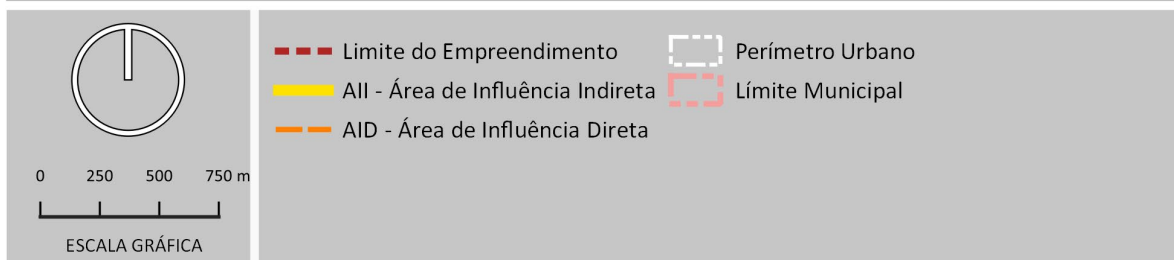 Limite do Empreendimento
AII - Área de Influência Indireta
AID - Área de Influência Direta
Perímetro Urbano
Límite Municipal
0 250 500 750 m
ESCALA GRÁFICA